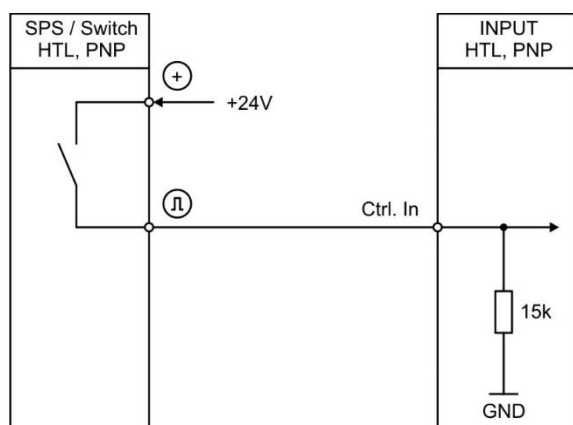 SPS / Switch
HTL, PNP
INPUT
HTL, PNP
+
+24V
Ctrl. In
15k
GND